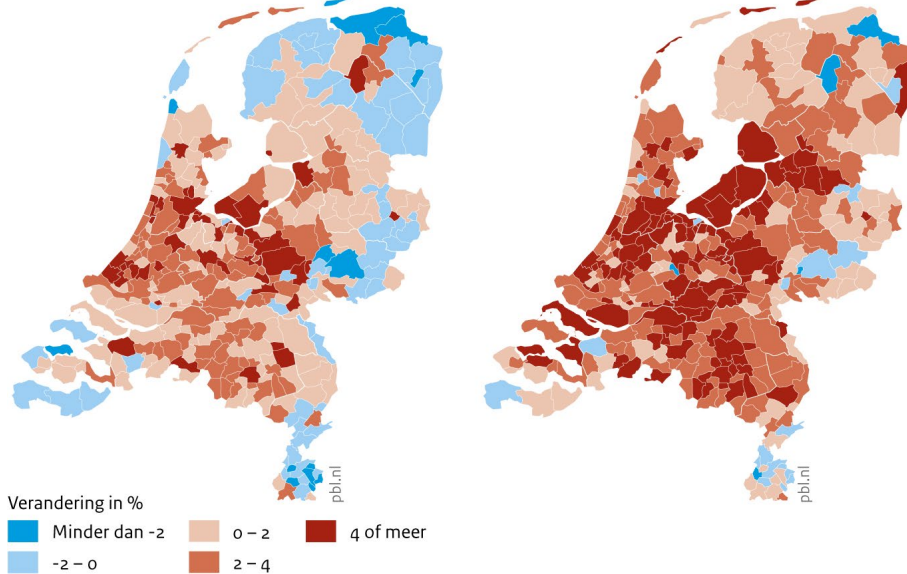 pbl.nl
pbl.nl
Verandering in %
Minder dan -2
0 – 2
4 of meer
-2 – 0
2 – 4